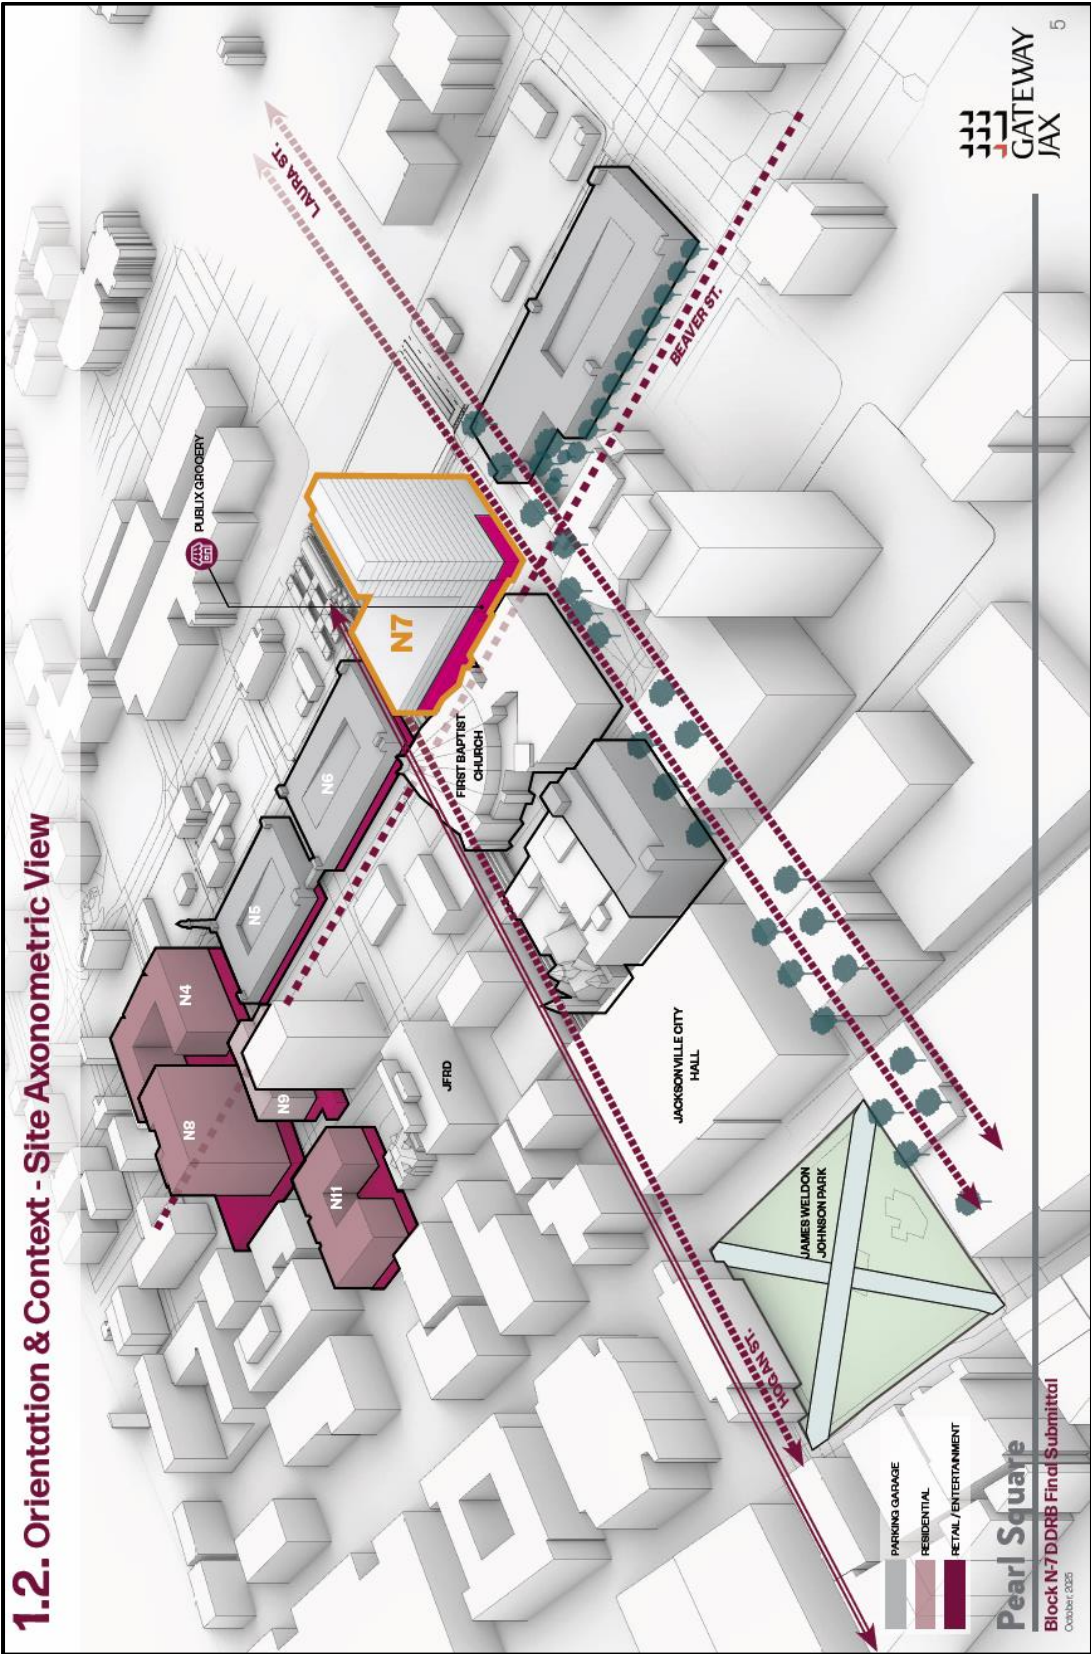 1.2. Orientation & Context - Site Axonometric View
LAURA ST.
PUBLIX GROCERY
BEAVER ST.
N7
N6
N5
N4
N8
N9
N11
FIRST BAPTIST
CHURCH
JFRD
JACKSONVILLE CITY
HALL
JAMES WELDON
JOHNSON PARK
HOGAN ST.
PARKING GARAGE
RESIDENTIAL
RETAIL / ENTERTAINMENT
Pearl Square
Block N-7 DDRB Final Submittal
October, 2025
GATEWAY
JAX
5